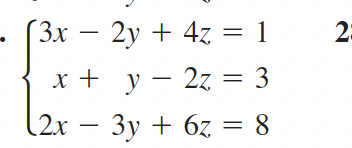 3x − 2y + 4z = 1
x + y − 2z = 3
2x − 3y + 6z = 8